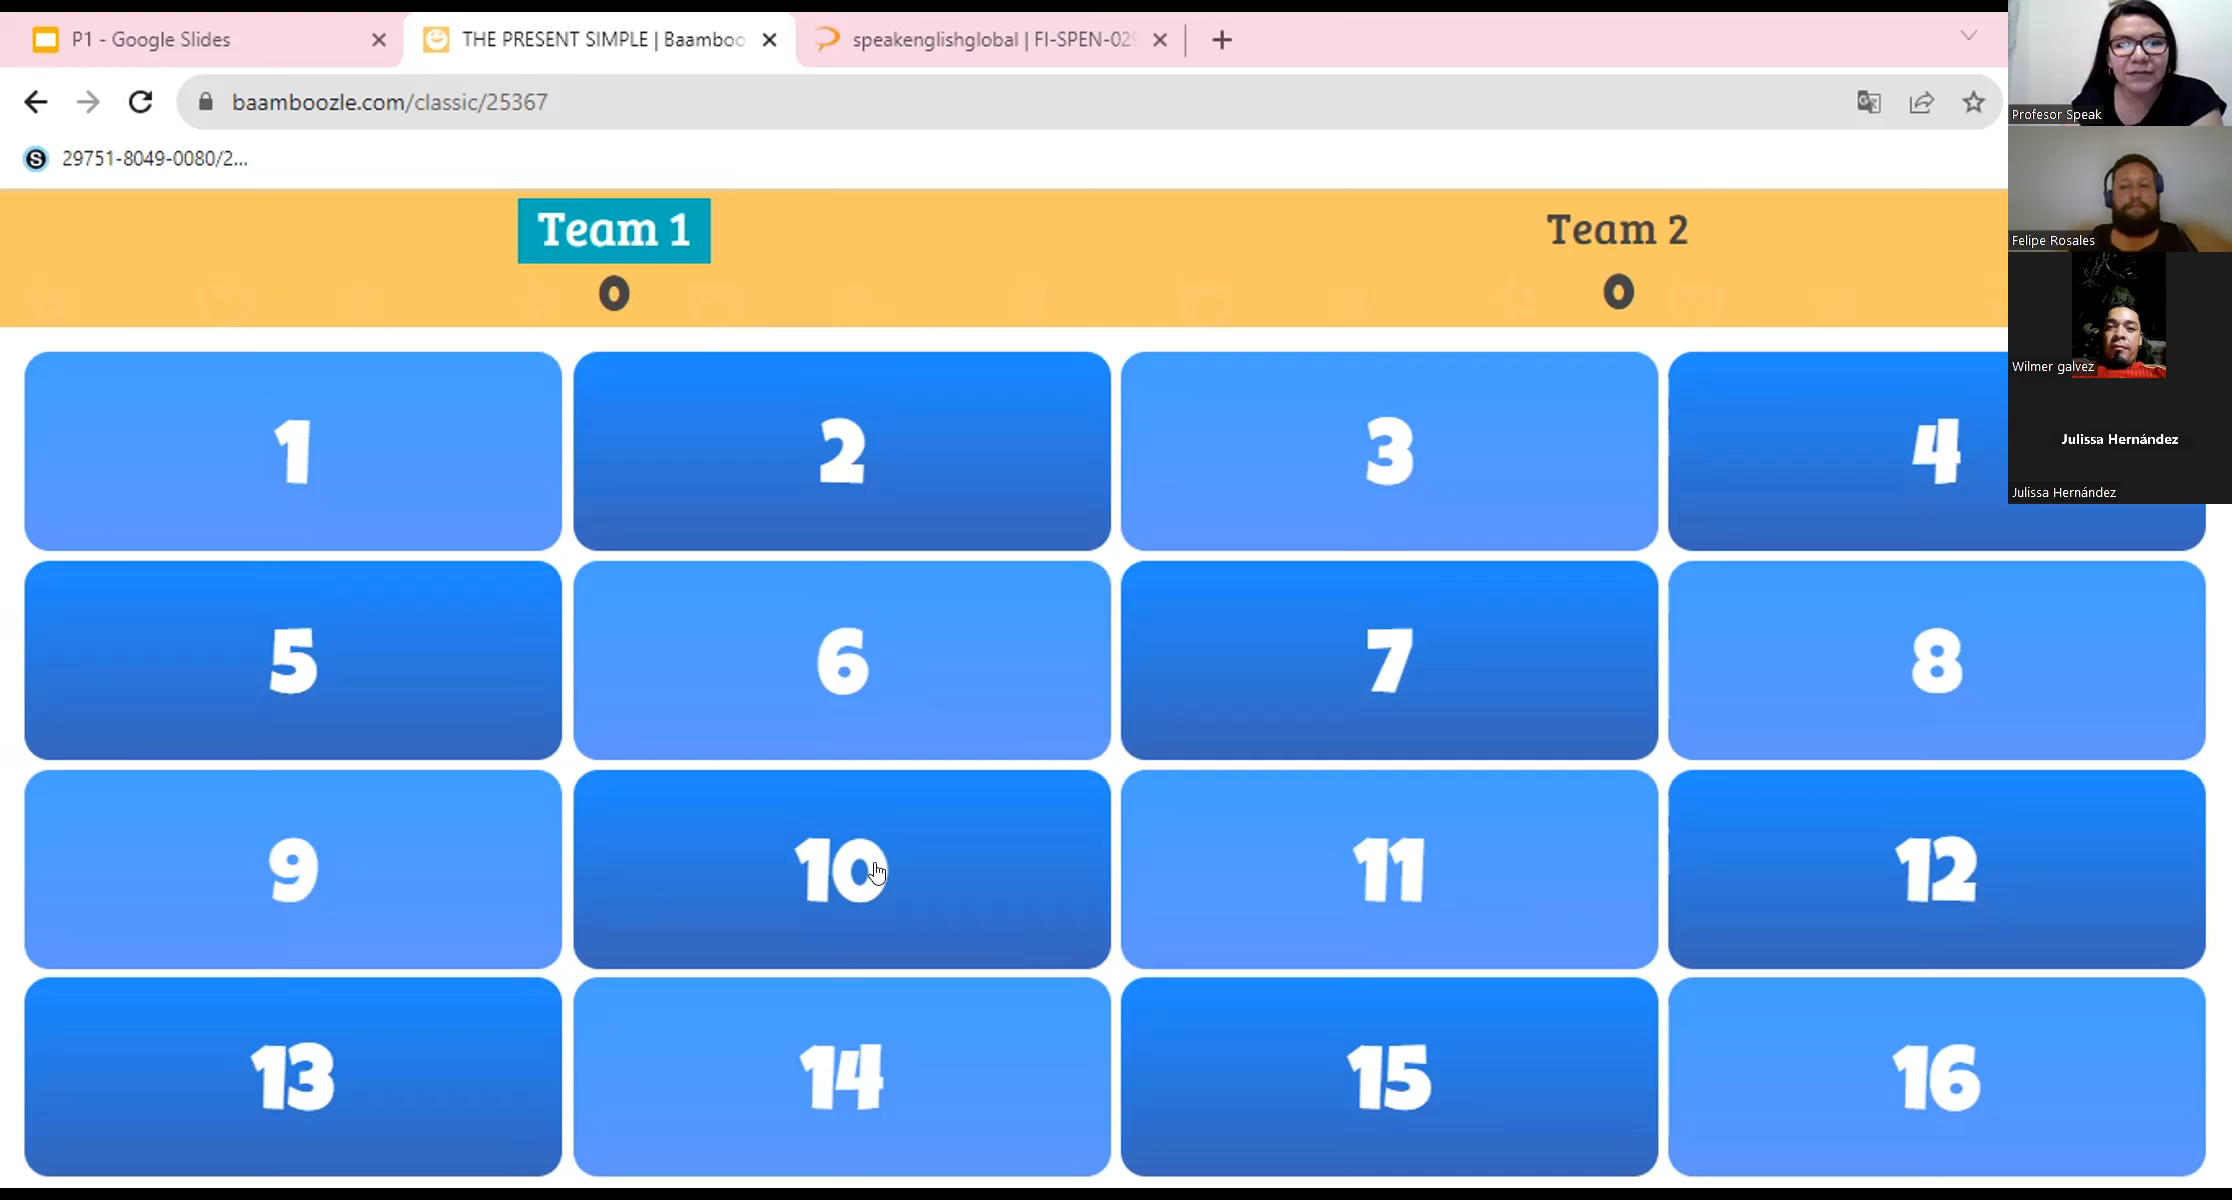 P1 - Google Slides
THE PRESENT SIMPLE | Baamboo
speakenglishglobal | FI-SPEN-029
baamboozle.com/classic/25367
29751-8049-0080/2...
Team 1
0
Team 2
0
1
2
3
4
5
6
7
8
9
10
11
12
13
14
15
16
Profesor Speak
Felipe Rosales
Wilmer galvez
Julissa Hernández
Julissa Hernández